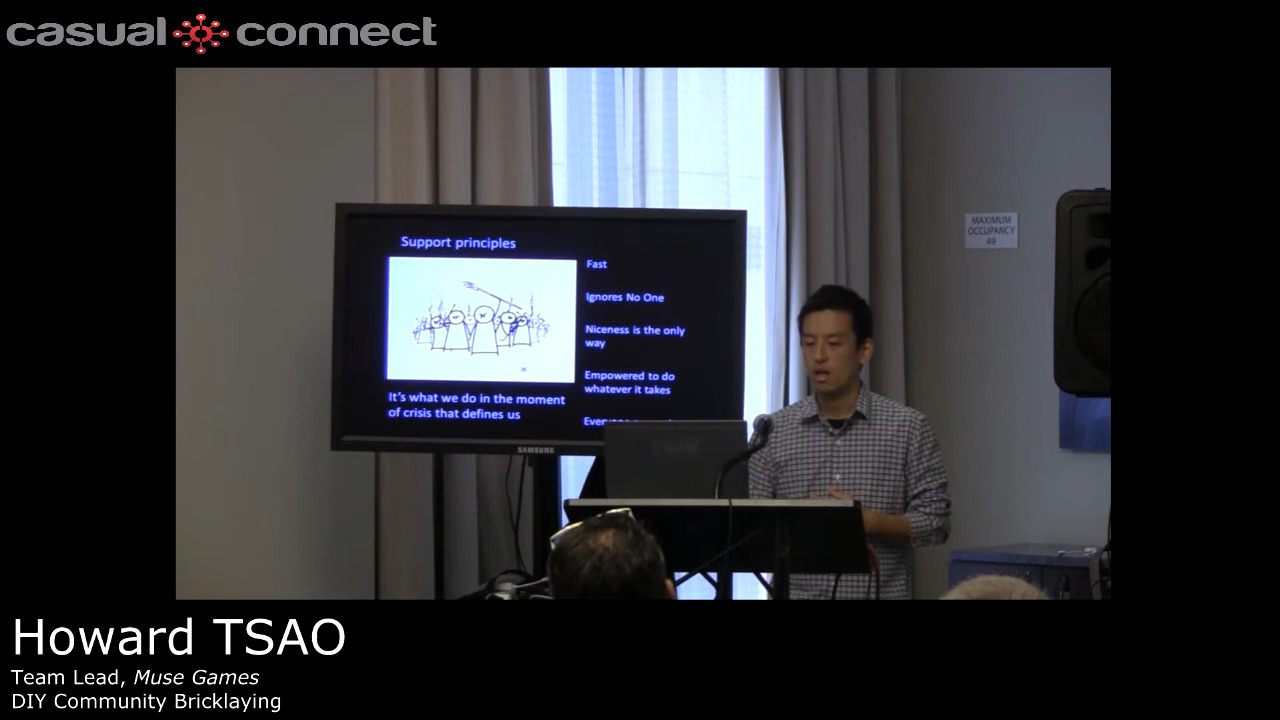 casual connect
Support principles
Fast
Ignores No One
Niceness is the only
way
Empowered to do
whatever it takes
It's what we do in the moment
of crisis that defines us
SAMSUNG
MAXIMUM
OCCUPANCY
49
Howard TSAO
Team Lead, Muse Games
DIY Community Bricklaying